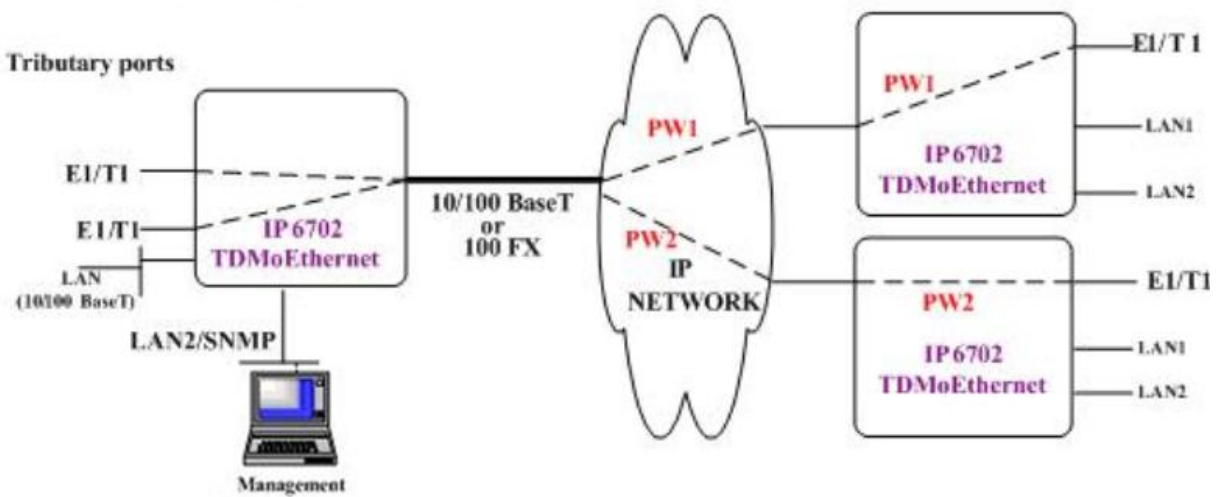 Tributary ports
E1/T1
E1/T1
LAN
(10/100 BaseT)
IP 6702
TDMoEthernet
LAN2/SNMP
Management
10/100 BaseT
or
100 FX
PW1
PW2
IP
NETWORK
PW1
IP 6702
TDMoEthernet
E1/T 1
LAN1
LAN2
PW2
IP 6702
TDMoEthernet
E1/T1
LAN1
LAN2